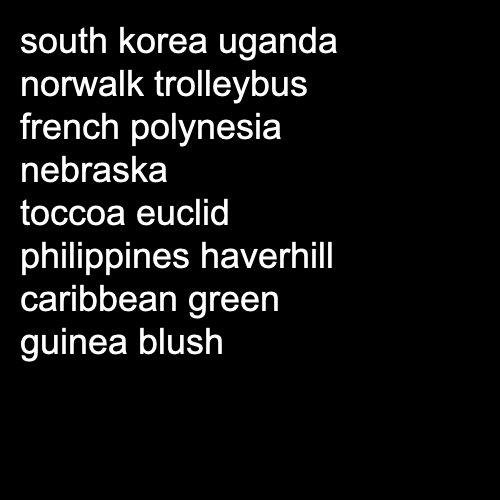 south korea uganda
norwalk trolleybus
french polynesia
nebraska
toccoa euclid
philippines haverhill
caribbean green
guinea blush